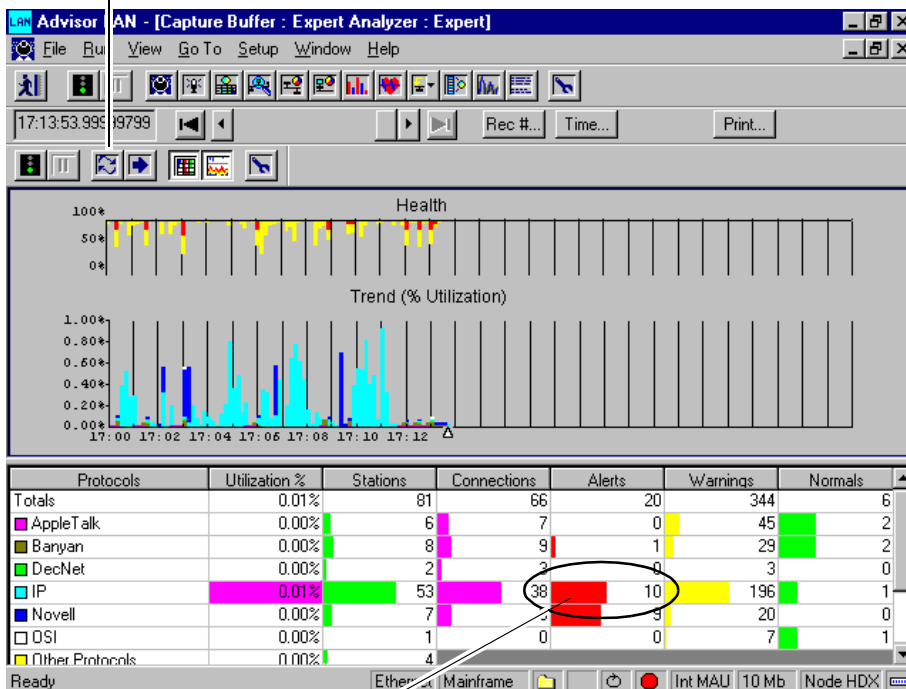 LAN Advisor LAN - [Capture Buffer : Expert Analyzer : Expert]
File Run View Go To Setup Window Help
17:13:53.99999799 Rec #... Time... Print...
Health
100%
50%
0%
Trend (% Utilization)
1.00%
0.80%
0.60%
0.40%
0.20%
0.00%
17:00 17:02 17:04 17:06 17:08 17:10 17:12
Protocols Utilization % Stations Connections Alerts Warnings Normals
Totals 0.01% 81 66 20 344 6
AppleTalk 0.00% 6 7 0 45 2
Banyan 0.00% 8 9 1 29 2
DecNet 0.00% 2 3 0 3 0
IP 0.01% 53 38 10 196 1
Novell 0.00% 7 9 20 0
OSI 0.00% 1 0 0 7 1
Other Protocols 0.00% 4
Ready Ethernet Mainframe Int MAU 10 Mb Node HDX